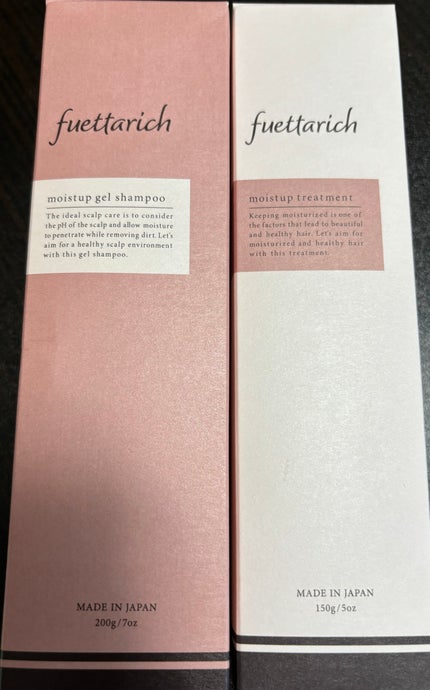 fuettarich
moistup gel shampoo
The ideal scalp care is to consider
the pH of the scalp and allow moisture
to penetrate while removing dirt. Let's
aim for a healthy scalp environment
with this gel shampoo.
MADE IN JAPAN
200g/7oz
fuettarich
moistup treatment
Keeping moisturized is one of
the factors that lead to beautiful
and healthy hair. Let's aim for
moisturized and healthy hair
with this treatment.
MADE IN JAPAN
150g/5oz